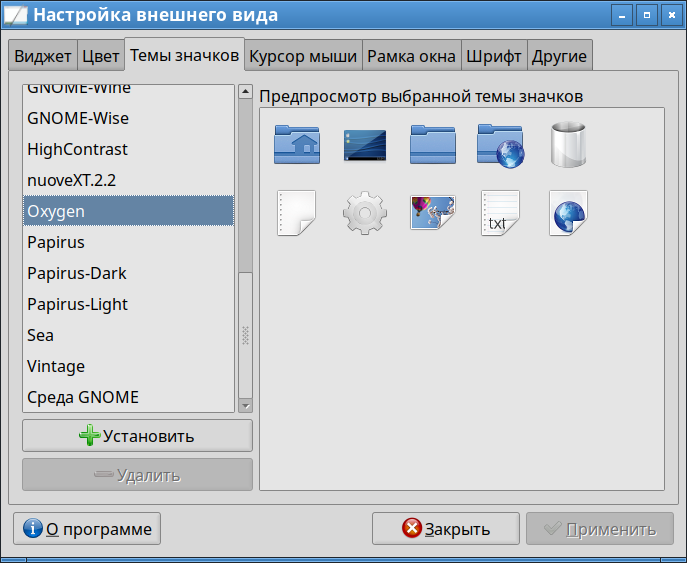 Настройка внешнего вида
Виджет Цвет Темы значков Курсор мыши Рамка окна Шрифт Другие
GNOME-Wine
GNOME-Wise
HighContrast
nuoveXT.2.2
Oxygen
Papirus
Papirus-Dark
Papirus-Light
Sea
Vintage
Среда GNOME
Установить
Удалить
Предпросмотр выбранной темы значков
txt
О программе
Закрыть
Применить